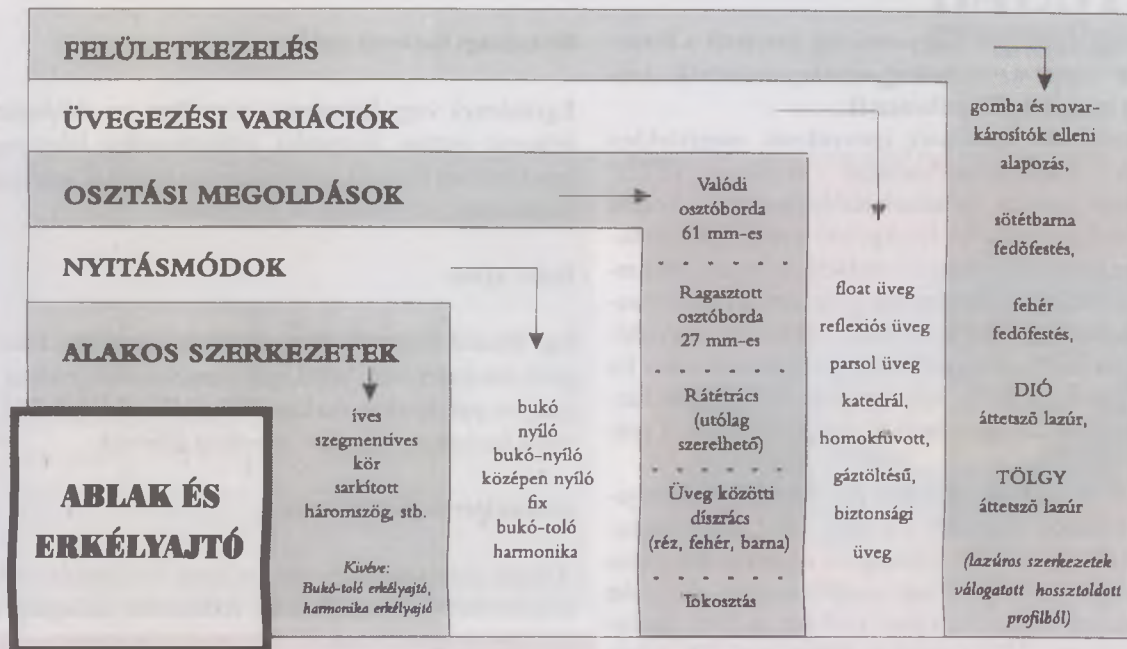 FELÜLETKEZELÉS
gomba és rovar-
károsítók elleni
alapozás,
sötétbarna
fedőfestés,
fehér
fedőfestés,
DIÓ
áttetsző lazúr,
TÖLGY
áttetsző lazúr
(lazúros szerkezetek
válogatott hossztoldott
profilból)
ÜVEGEZÉSI VARIÁCIÓK
float üveg
reflexiós üveg
parsol üveg
katedrál,
homokfúvott,
gáztöltésű,
biztonsági
üveg
OSZTÁSI MEGOLDÁSOK
Valódi
osztóborda
61 mm-es
Ragasztott
osztóborda
27 mm-es
Rátétrács
(utólag
szerelhető)
Üveg közötti
díszrács
(réz, fehér, barna)
Tokosztás
NYITÁSMÓDOK
bukó
nyíló
bukó-nyíló
középen nyíló
fix
bukó-toló
harmonika
ALAKOS SZERKEZETEK
íves
szegmentíves
kör
sarkított
háromszög, stb.
Kivéve:
Bukó-toló erkélyajtó,
harmonika erkélyajtó
ABLAK ÉS
ERKÉLYAJTÓ